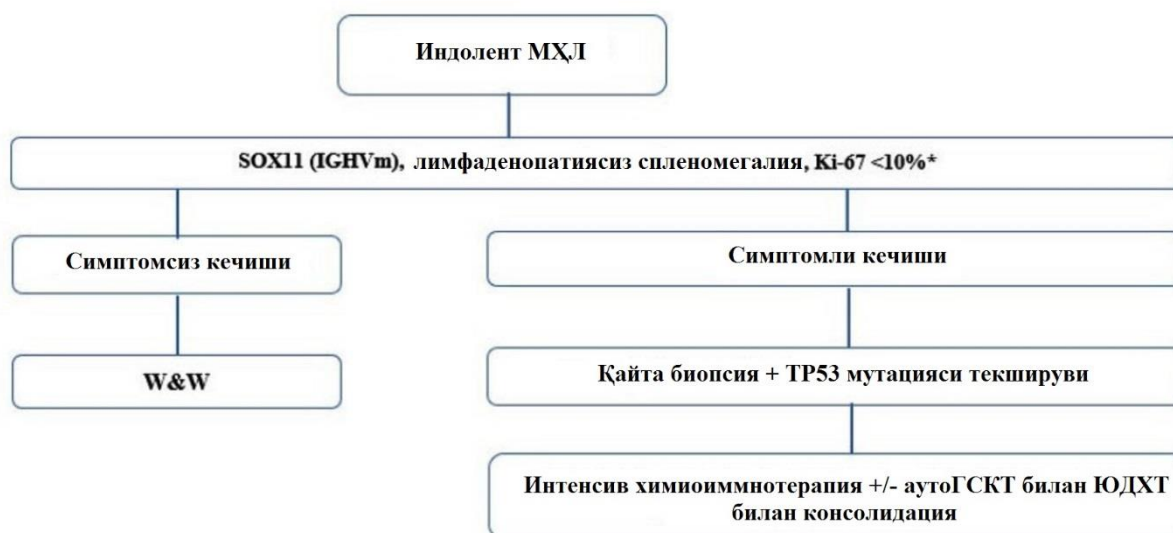 Индолент МҲЛ
SOX11 (IGHVm), лимфаденопатиясиз спленомегалия, Ki-67 <10%*
Симптомсиз кечиши
Симптомли кечиши
W&W
Қайта биопсия + TP53 мутацияси текшируви
Интенсив химиоиммнотерапия +/- аутоГСКТ билан ЮДХТ
билан консолидация